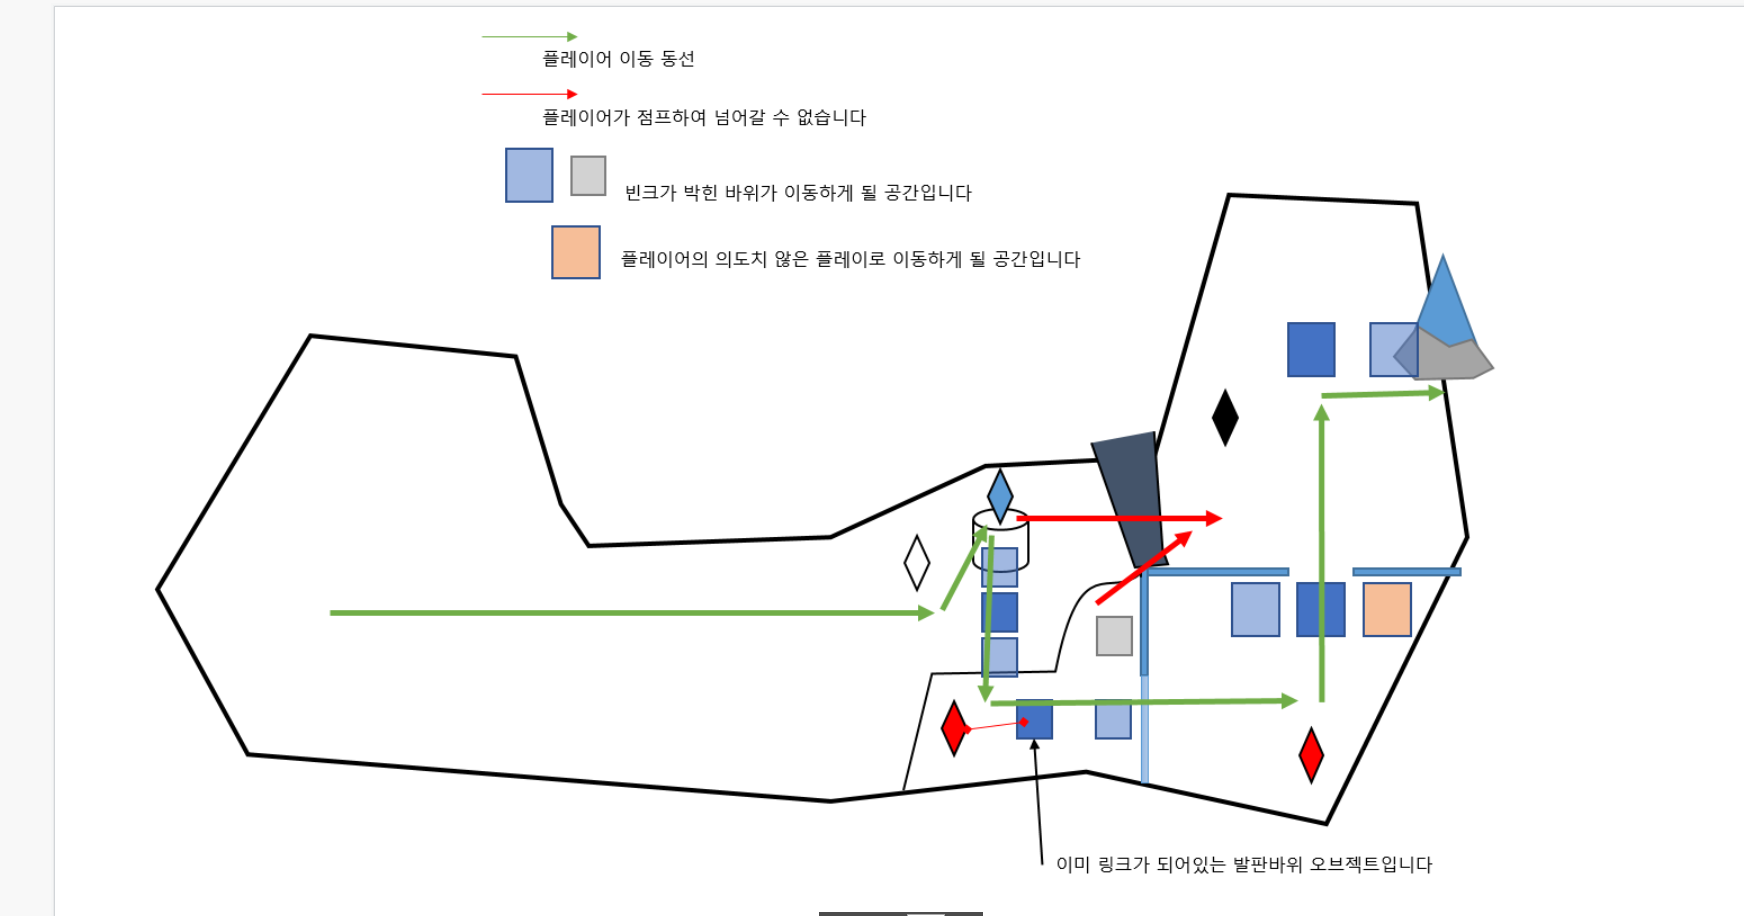 플레이어 이동 동선
플레이어가 점프하여 넘어갈 수 없습니다
빈크가 박힌 바위가 이동하게 될 공간입니다
플레이어의 의도치 않은 플레이로 이동하게 될 공간입니다
이미 링크가 되어있는 발판바위 오브젝트입니다